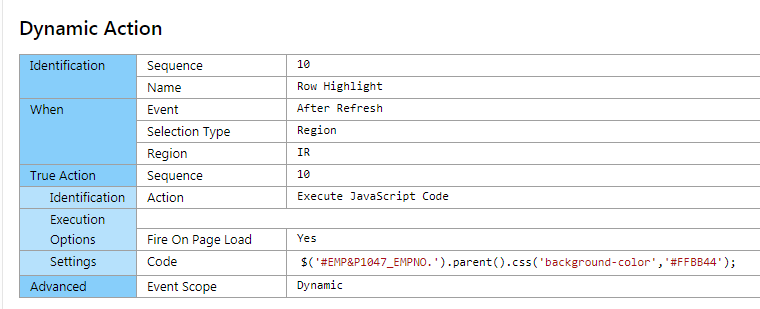 Dynamic Action
Identification Sequence 10
Name Row Highlight
When Event After Refresh
Selection Type Region
Region IR
True Action Sequence 10
Identification Action Execute JavaScript Code
Execution
Options Fire On Page Load Yes
Settings Code $('#EMP&P1047_EMPNO.').parent().css('background-color','#FFBB44');
Advanced Event Scope Dynamic